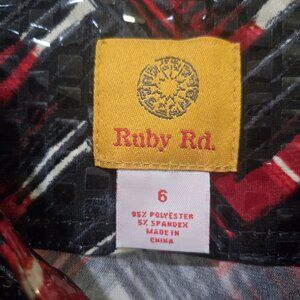 Ruby Rd.
6
95% POLYESTER
5% SPANDEX
MADE IN
CHINA